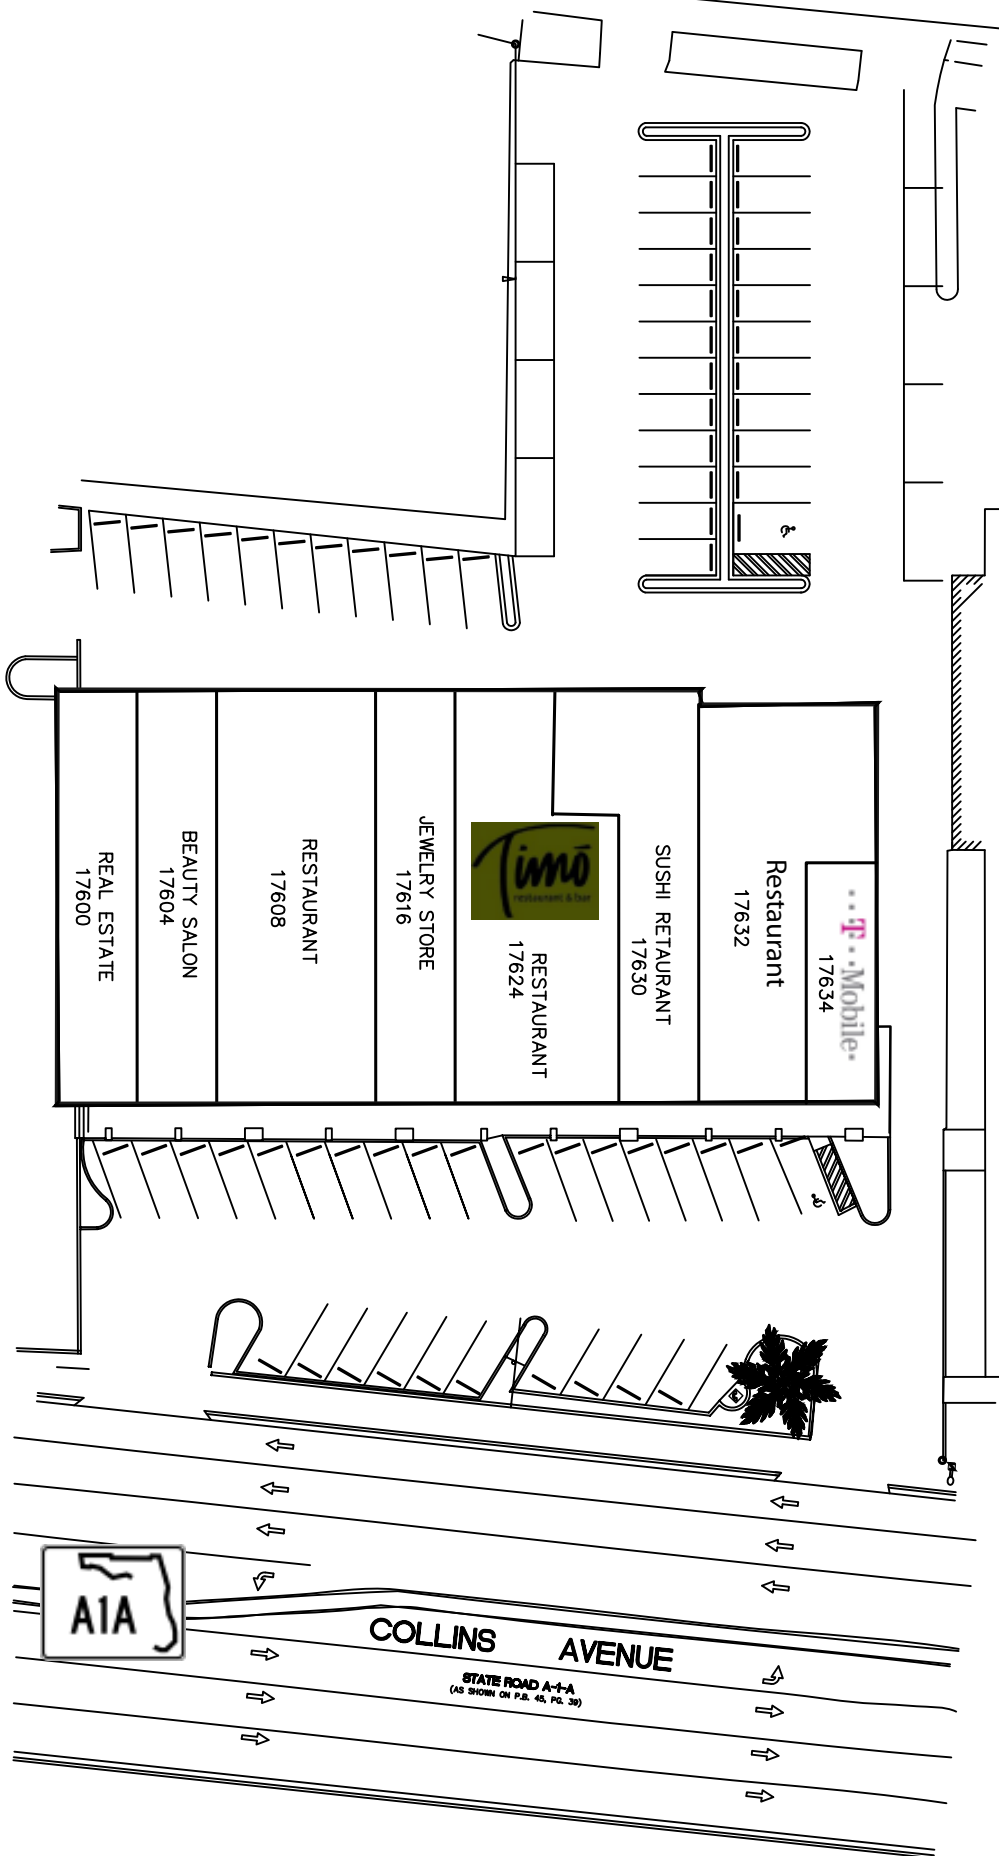 REAL ESTATE
17600
BEAUTY SALON
17604
RESTAURANT
17608
JEWELRY STORE
17616
Timō
restaurant & bar
RESTAURANT
17624
SUSHI RETAURANT
17630
Restaurant
17632
T Mobile
17634
A1A
COLLINS AVENUE
STATE ROAD A-1-A
(AS SHOWN ON P.B. 45, PG. 39)